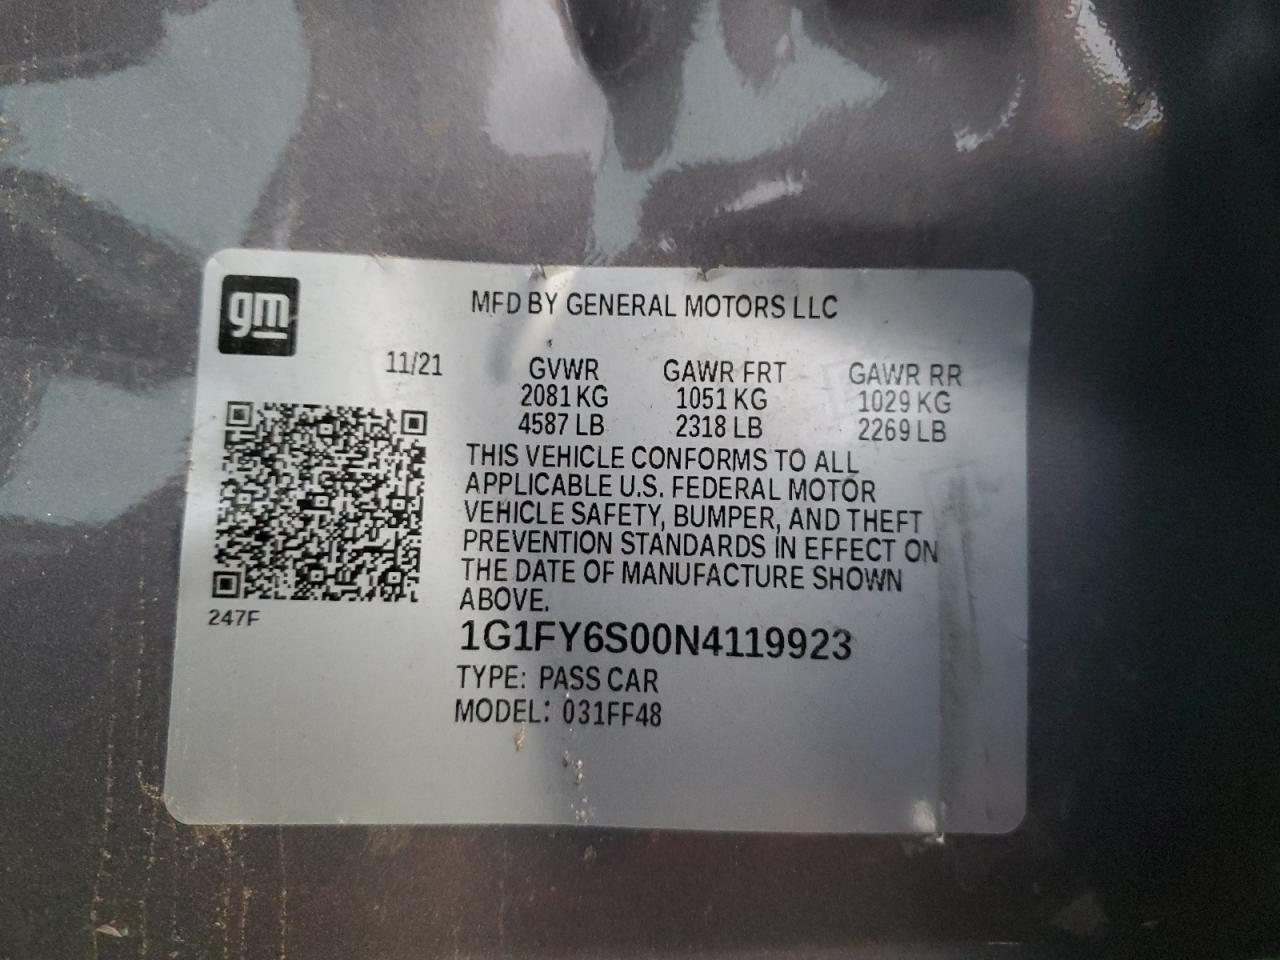 gm
MFD BY GENERAL MOTORS LLC
11/21 GVWR GAWR FRT GAWR RR
2081 KG 1051 KG 1029 KG
4587 LB 2318 LB 2269 LB
THIS VEHICLE CONFORMS TO ALL
APPLICABLE U.S. FEDERAL MOTOR
VEHICLE SAFETY, BUMPER, AND THEFT
PREVENTION STANDARDS IN EFFECT ON
THE DATE OF MANUFACTURE SHOWN
ABOVE.
247F
1G1FY6S00N4119923
TYPE: PASS CAR
MODEL: 031FF48